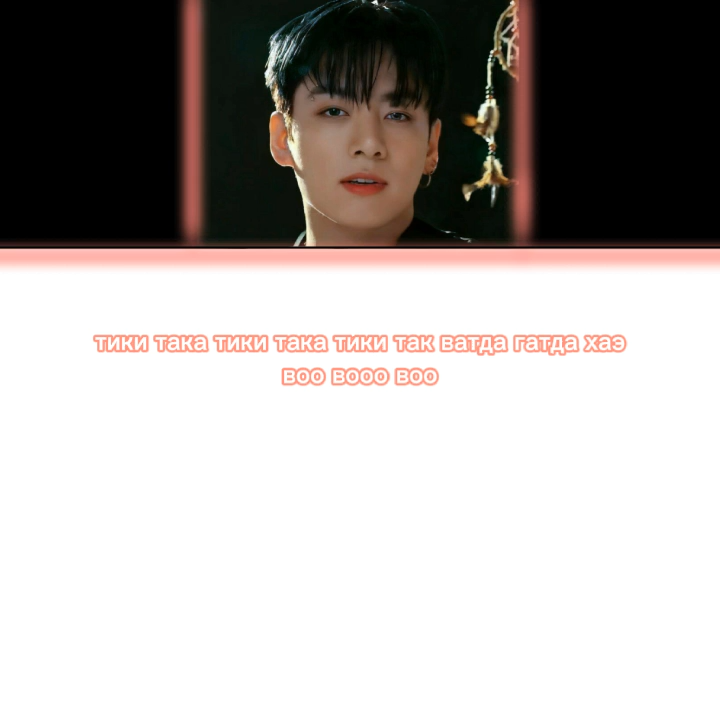 тики така тики така тики так ватда гатда хаэ
воо вооо воо